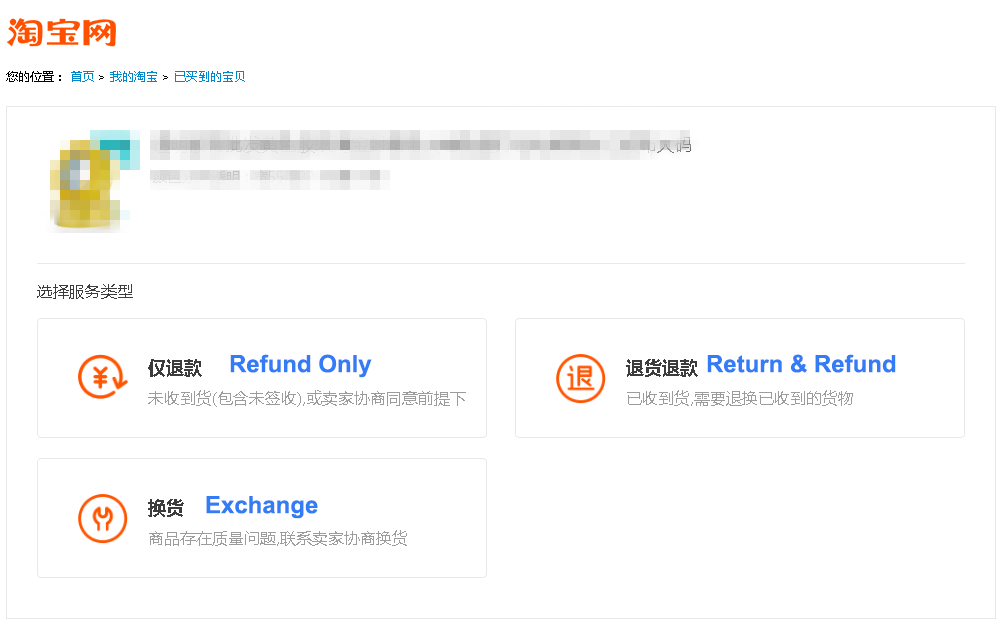 淘宝网
您的位置： 首页 > 我的淘宝 > 已买到的宝贝
大码
选择服务类型
仅退款 Refund Only
未收到货(包含未签收),或卖家协商同意前提下
退货退款 Return & Refund
已收到货,需要退换已收到的货物
换货 Exchange
商品存在质量问题,联系卖家协商换货